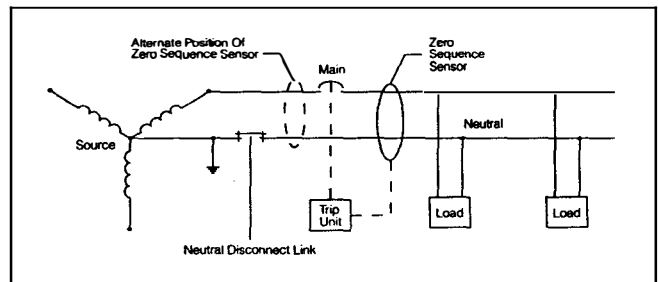 Alternate Position Of
Zero Sequence Sensor
Zero
Sequence
Sensor
Main
Neutral
Source
Trip
Unit
Load
Load
Neutral Disconnect Link